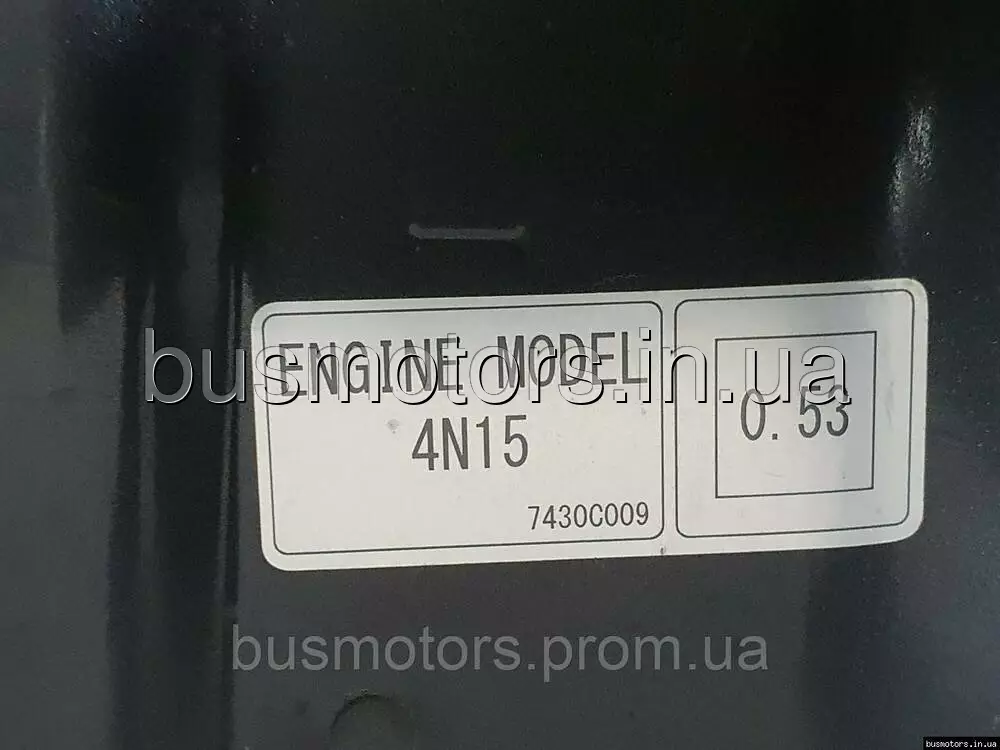 ENGINE MODEL
4N15
7430C009
0.53
busmotors.in.ua
busmotors.prom.ua
busmotors.in.ua